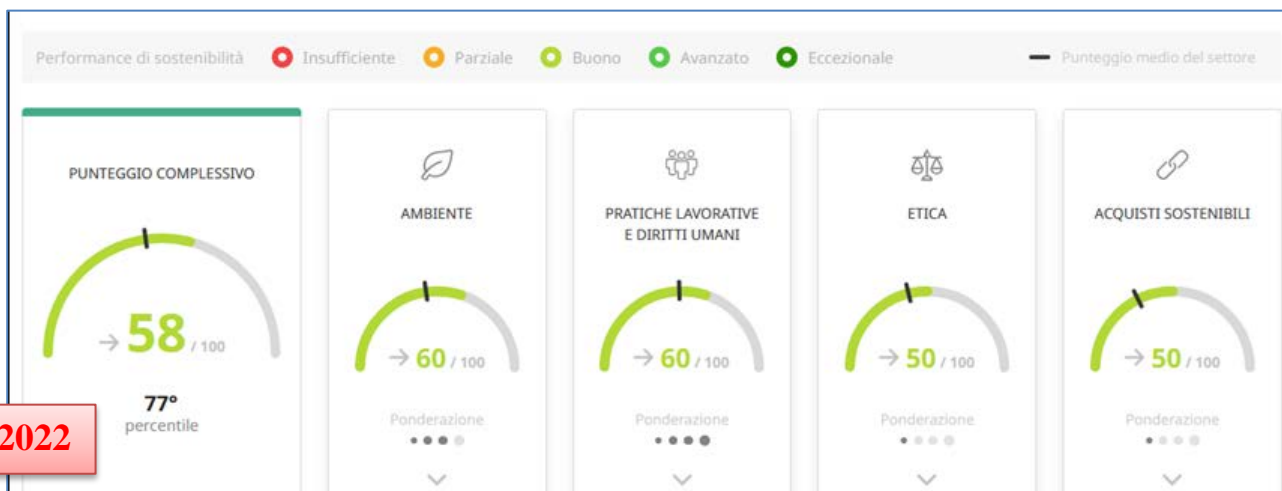 Performance di sostenibilità Insufficiente Parziale Buono Avanzato Eccezionale Punteggio medio del settore
PUNTEGGIO COMPLESSIVO
58 / 100
77°
percentile
2022
AMBIENTE
60 / 100
Ponderazione
PRATICHE LAVORATIVE
E DIRITTI UMANI
60 / 100
Ponderazione
ETICA
50 / 100
Ponderazione
ACQUISTI SOSTENIBILI
50 / 100
Ponderazione